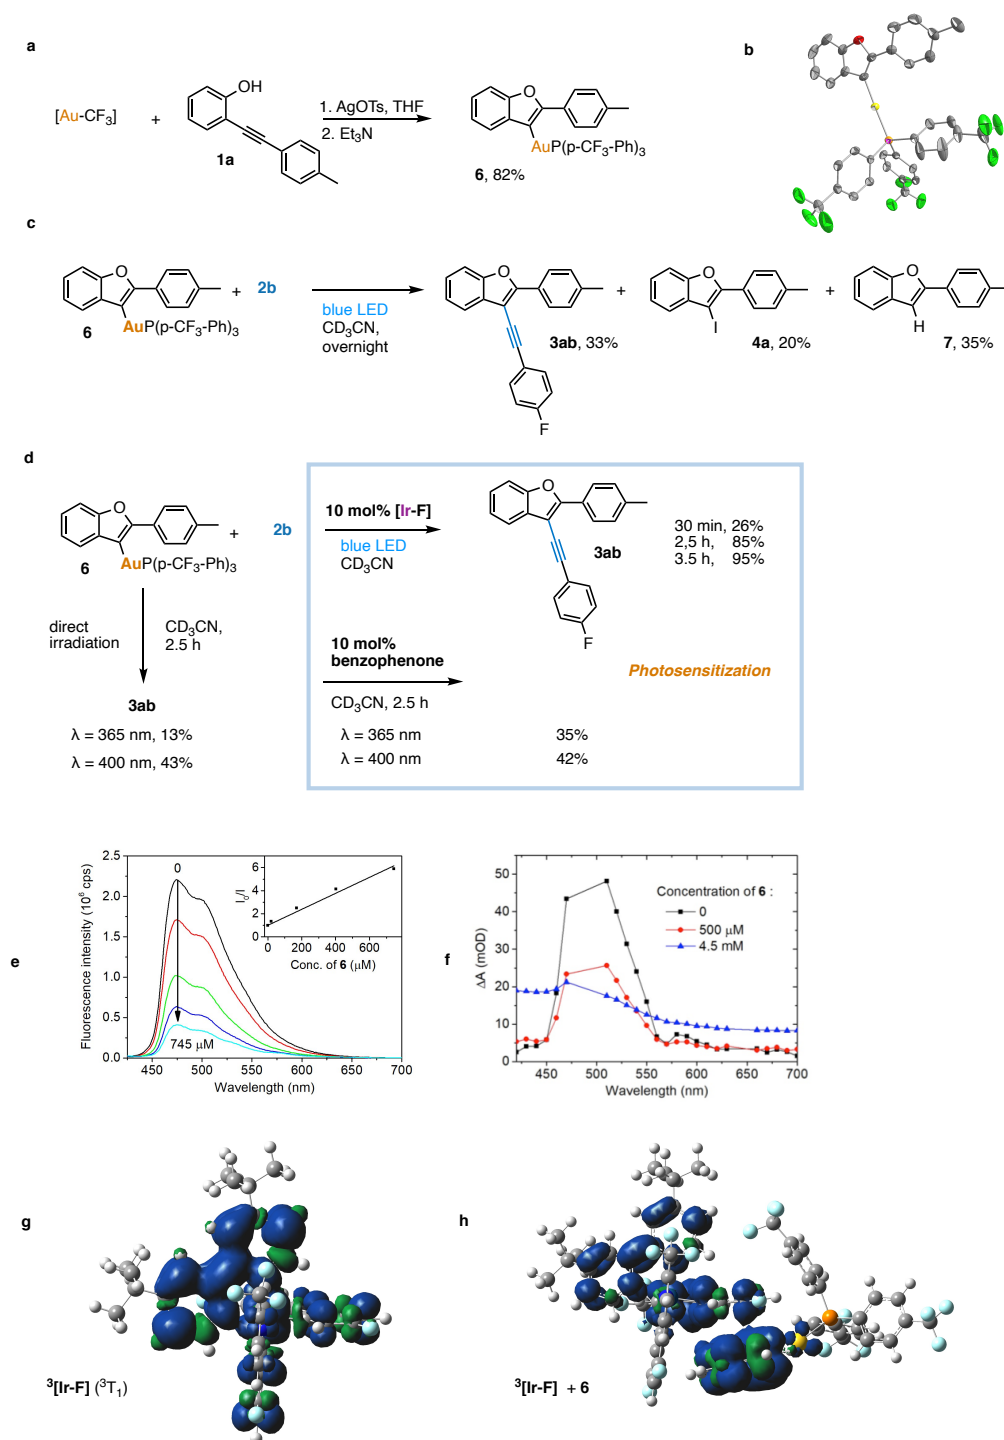 a
b
[Au-CF3]
+
OH
1a
1. AgOTs, THF
2. Et3N
O
AuP(p-CF3-Ph)3
6, 82%
c
O
6
AuP(p-CF3-Ph)3
+
2b
blue LED
CD3CN,
overnight
O
F
3ab, 33%
+
O
I
4a, 20%
+
O
H
7, 35%
d
O
6
AuP(p-CF3-Ph)3
+
2b
10 mol% [Ir-F]
blue LED
CD3CN
O
3ab
F
30 min, 26%
2,5 h, 85%
3.5 h, 95%
direct
irradiation
CD3CN,
2.5 h
3ab
λ = 365 nm, 13%
λ = 400 nm, 43%
10 mol%
benzophenone
CD3CN, 2.5 h
Photosensitization
λ = 365 nm
35%
λ = 400 nm
42%
e
Fluorescence intensity (10^6 cps)
2.5
2.0
1.5
1.0
0.5
0.0
0
745 μM
450 500 550 600 650 700
Wavelength (nm)
I0/I
6
4
2
0
0 200 400 600
Conc. of 6 (μM)
f
ΔA (mOD)
50
40
30
20
10
0
Concentration of 6 :
0
500 μM
4.5 mM
450 510 550 600 650 700
Wavelength (nm)
g
3[Ir-F] (3T1)
h
3[Ir-F] + 6